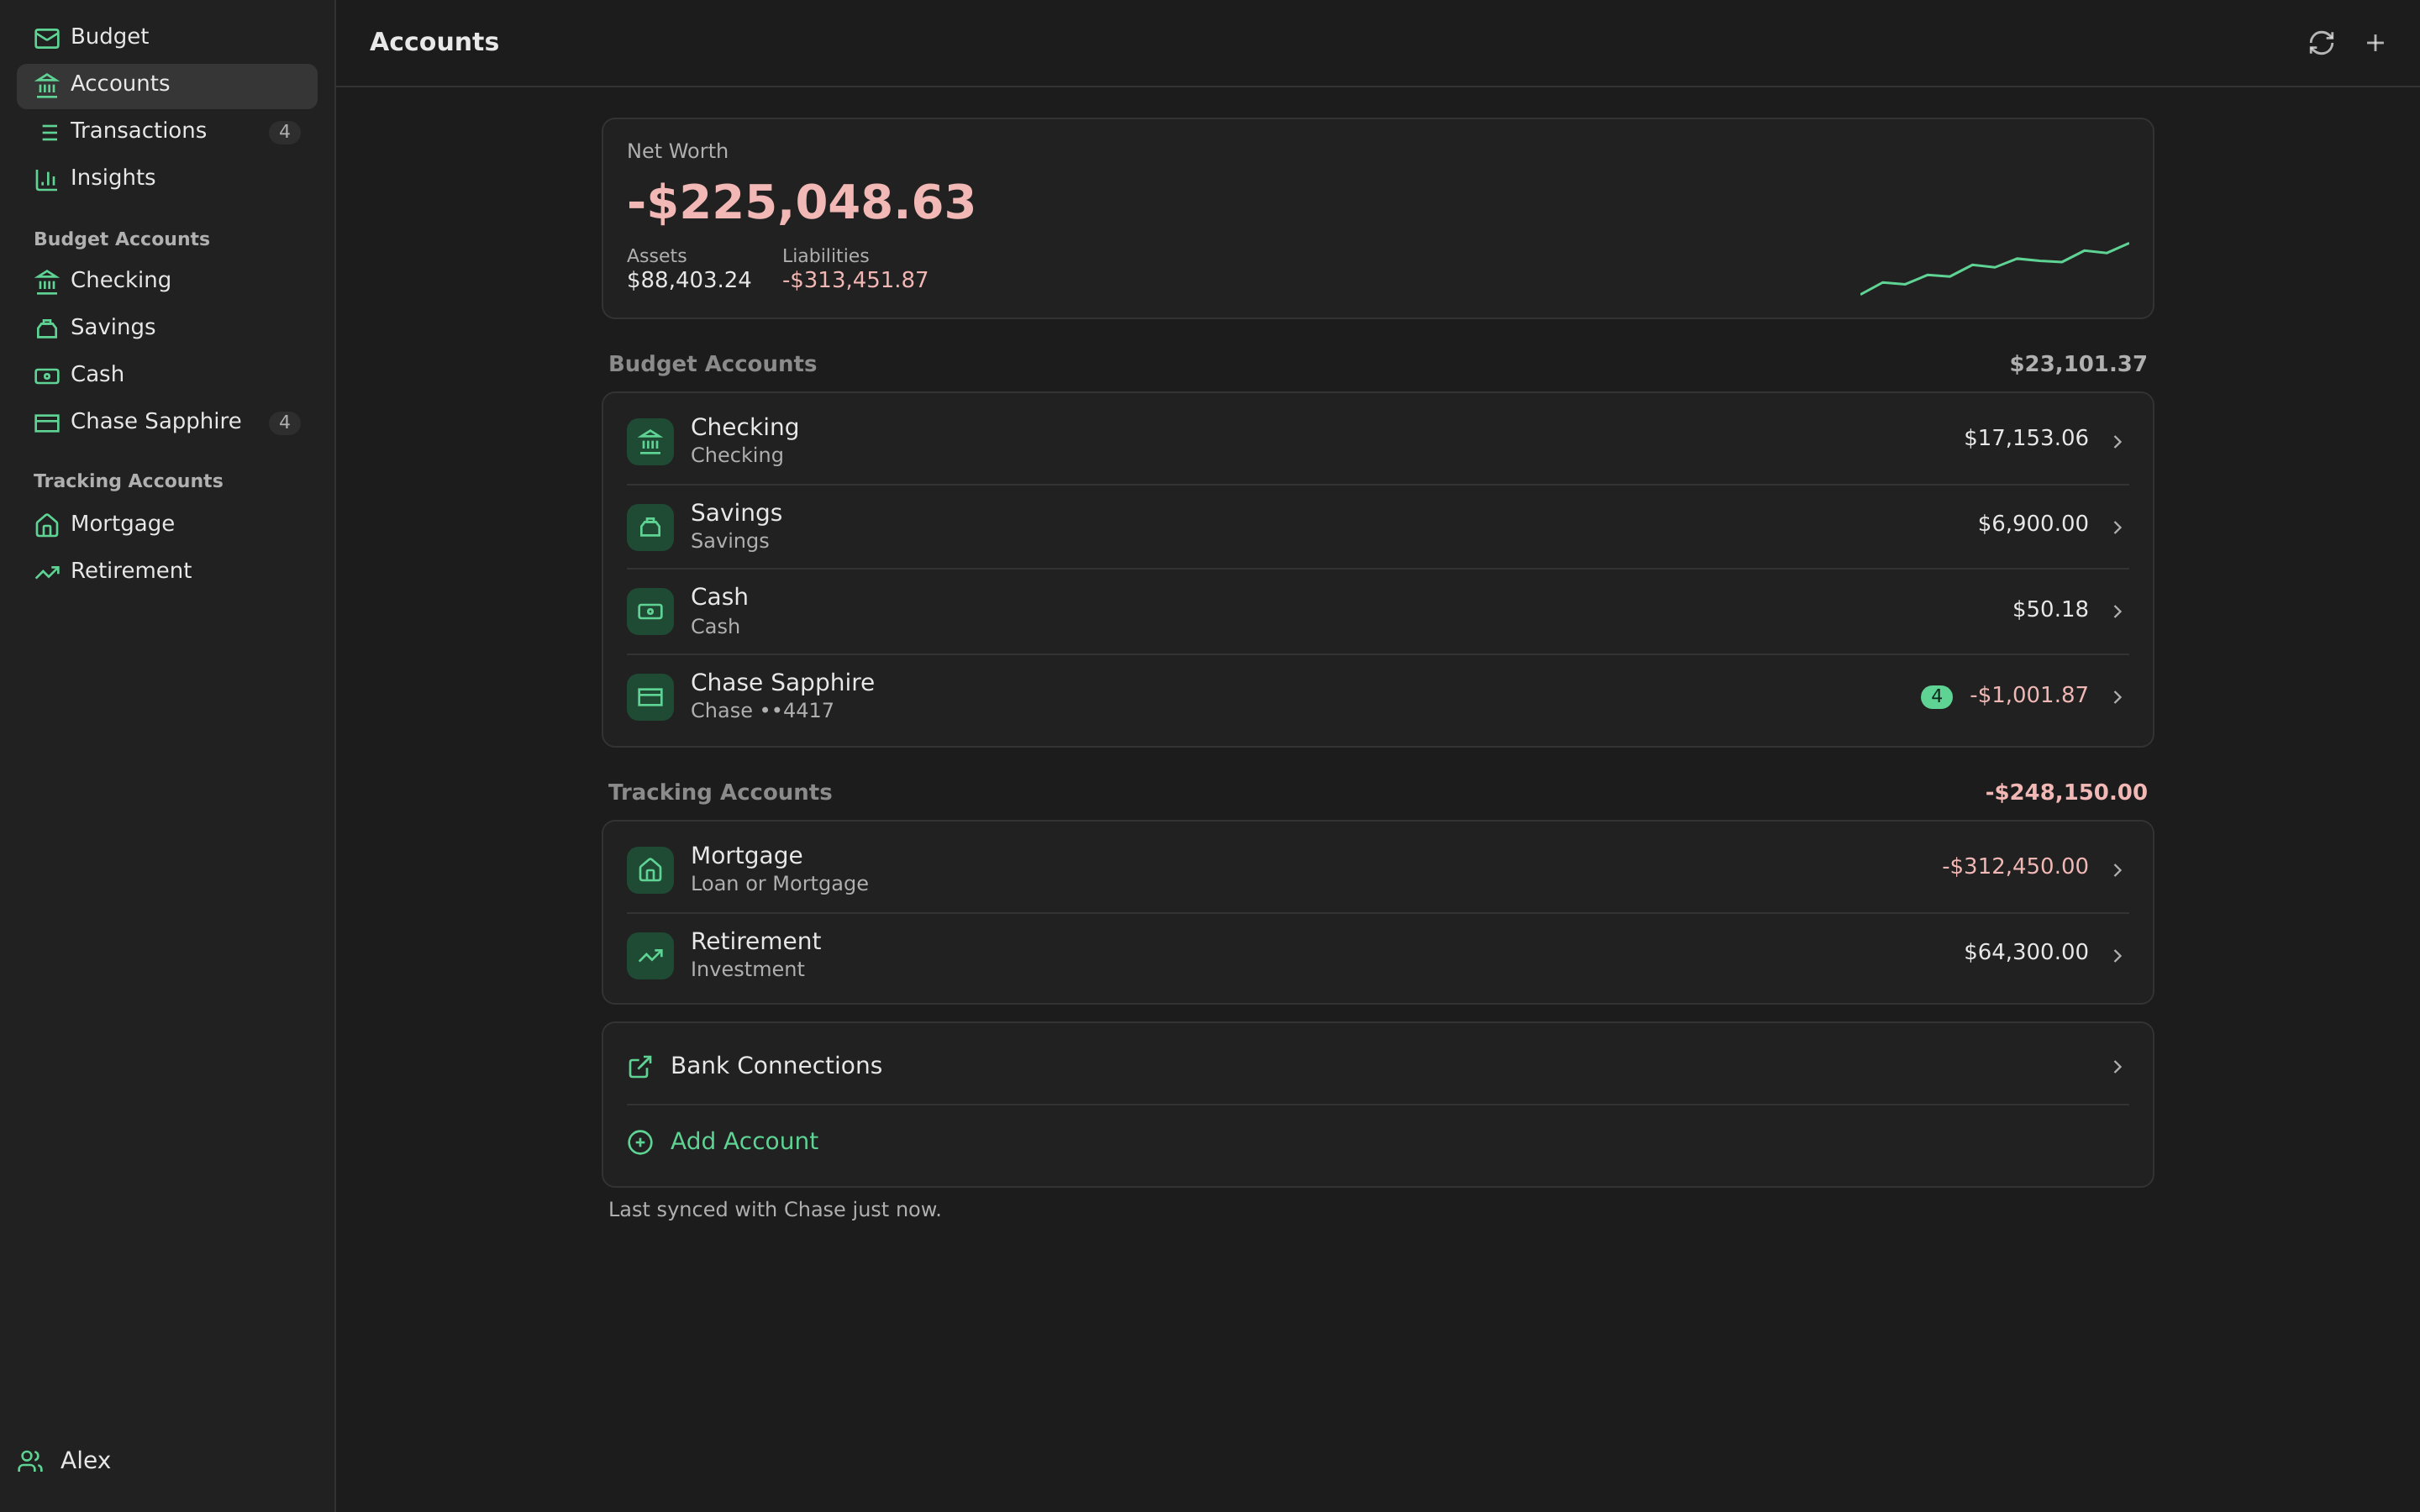 Budget
Accounts
Transactions 4
Insights
Budget Accounts
Checking
Savings
Cash
Chase Sapphire 4
Tracking Accounts
Mortgage
Retirement
Alex
Accounts
Net Worth
-$225,048.63
Assets Liabilities
$88,403.24 -$313,451.87
Budget Accounts $23,101.37
Checking
Checking
$17,153.06
Savings
Savings
$6,900.00
Cash
Cash
$50.18
Chase Sapphire
Chase ••4417
4 -$1,001.87
Tracking Accounts -$248,150.00
Mortgage
Loan or Mortgage
-$312,450.00
Retirement
Investment
$64,300.00
Bank Connections
Add Account
Last synced with Chase just now.